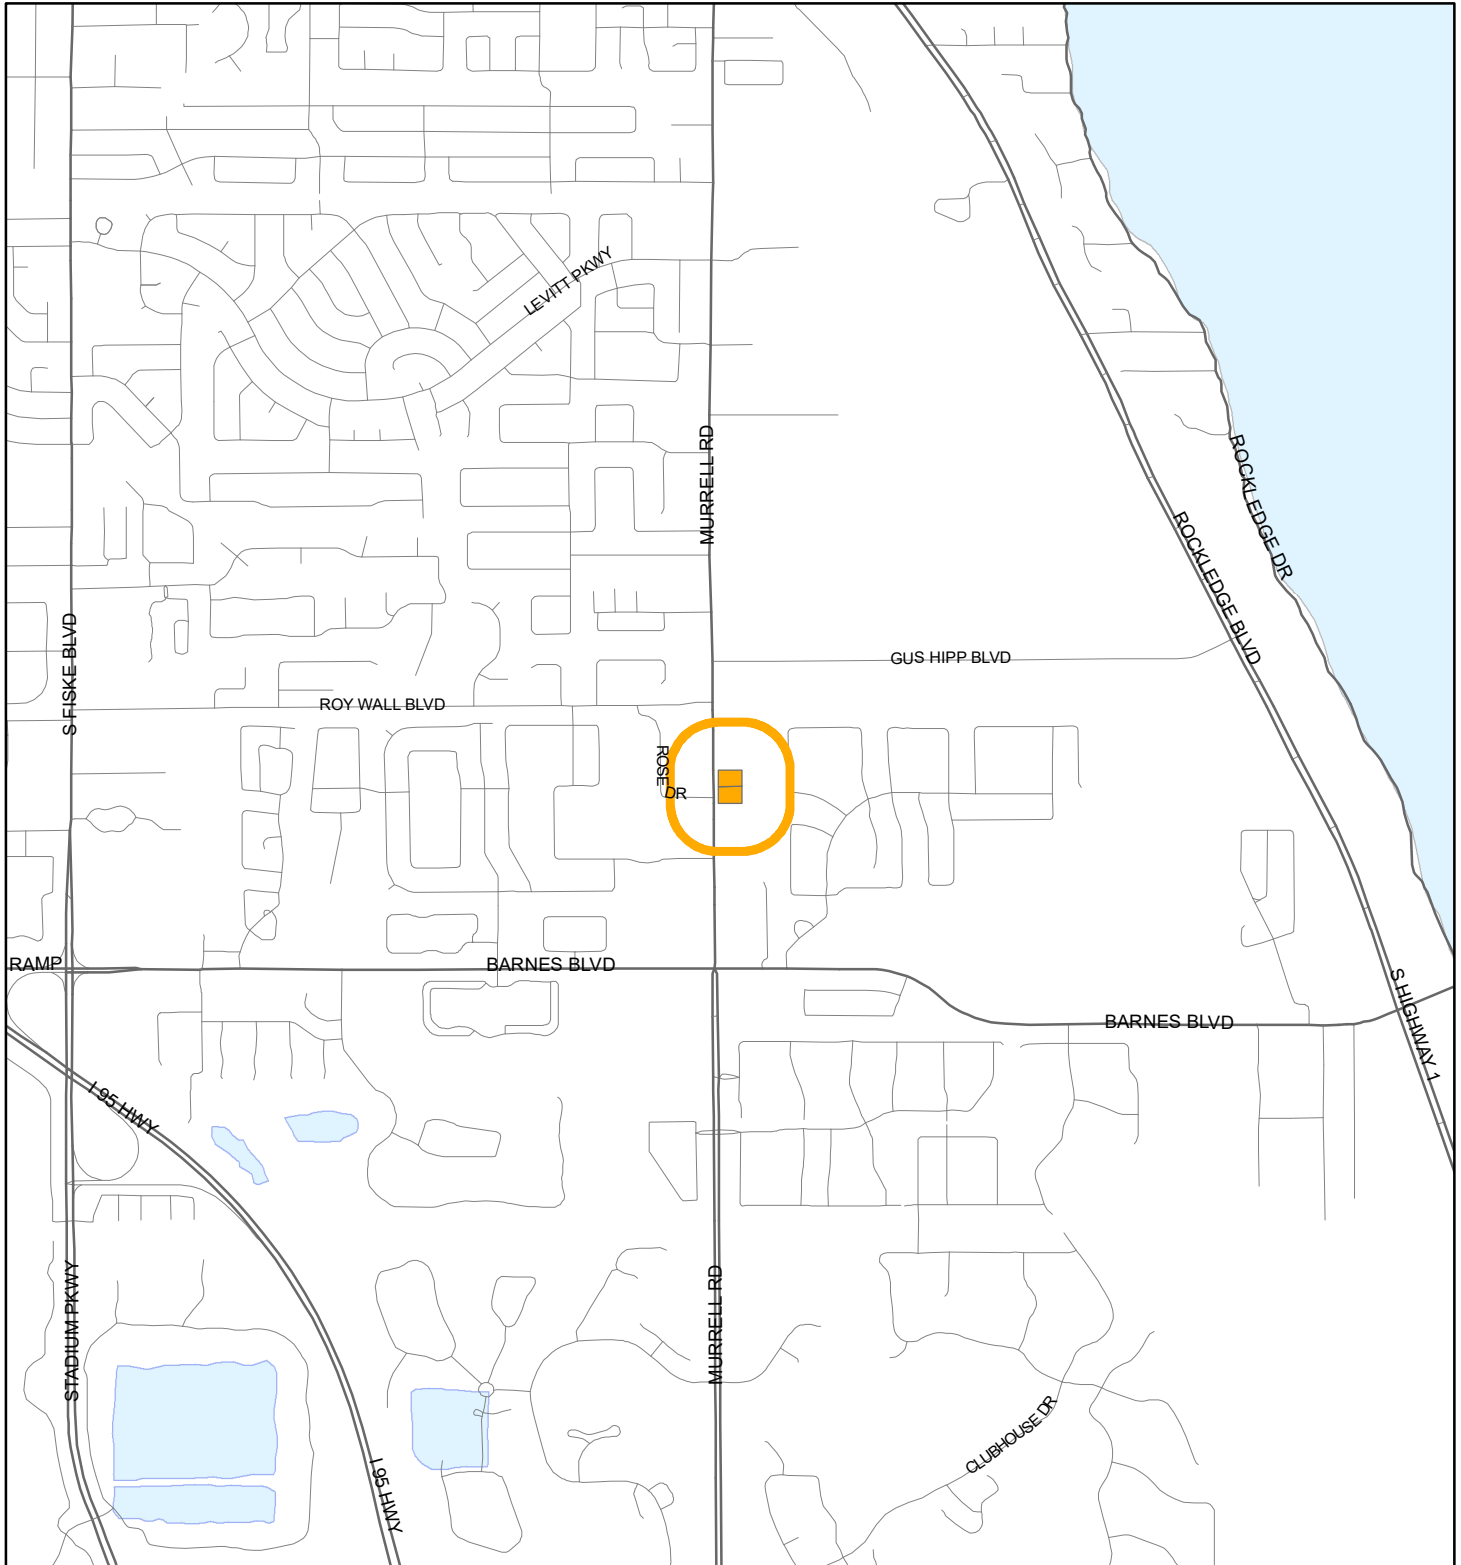 LEVITT PKWY
MURRELL RD
ROCKLEDGE DR
ROCKLEDGE BLVD
S FISKE BLVD
GUS HIPP BLVD
ROY WALL BLVD
ROSE DR
RAMP
BARNES BLVD
BARNES BLVD
S HIGHWAY 1
I 95 HWY
STADIUM PKWY
MURRELL RD
CLUBHOUSE DR
I 95 HWY